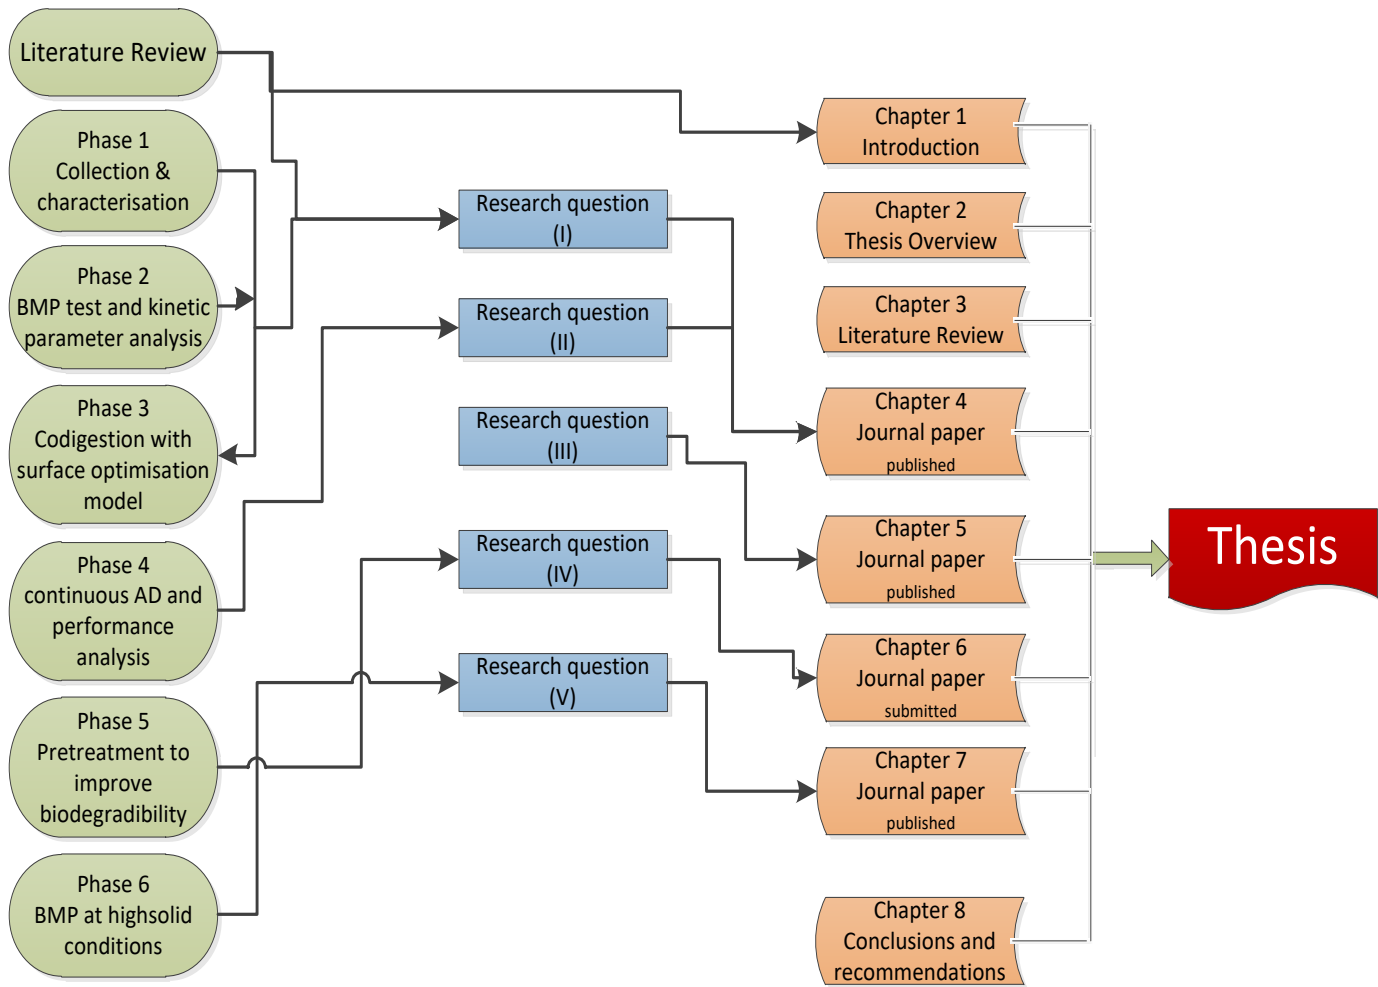 Literature Review
Phase 1
Collection &
characterisation
Phase 2
BMP test and kinetic
parameter analysis
Phase 3
Codigestion with
surface optimisation
model
Phase 4
continuous AD and
performance
analysis
Phase 5
Pretreatment to
improve
biodegradibility
Phase 6
BMP at highsolid
conditions
Research question
(I)
Research question
(II)
Research question
(III)
Research question
(IV)
Research question
(V)
Chapter 1
Introduction
Chapter 2
Thesis Overview
Chapter 3
Literature Review
Chapter 4
Journal paper
published
Chapter 5
Journal paper
published
Chapter 6
Journal paper
submitted
Chapter 7
Journal paper
published
Chapter 8
Conclusions and
recommendations
Thesis